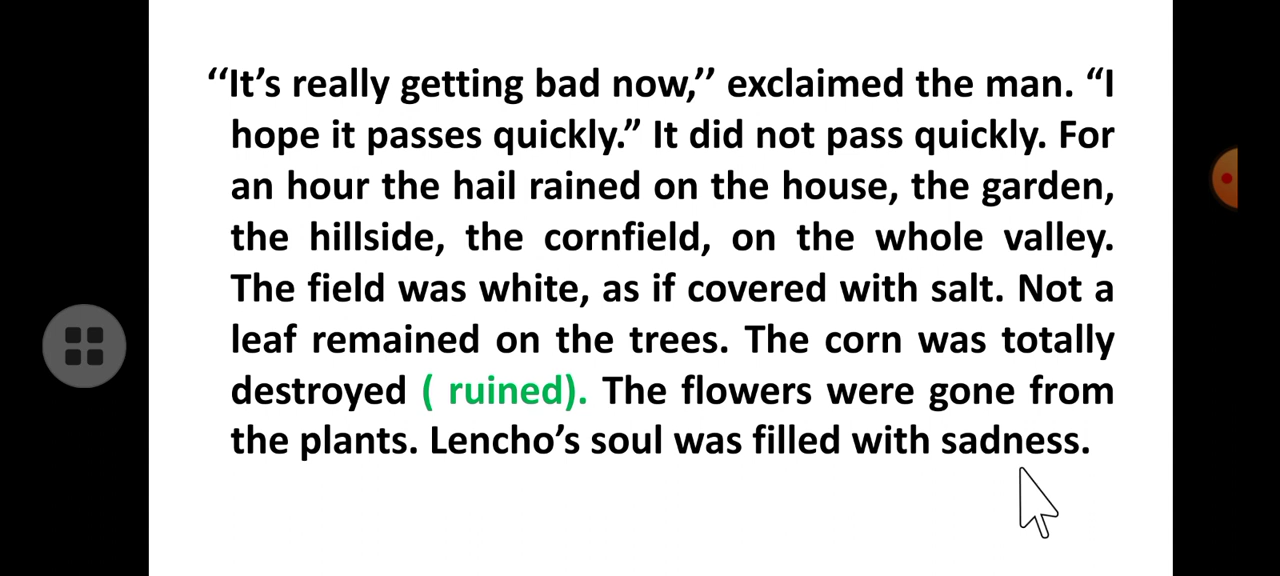 ‘‘It’s really getting bad now,’’ exclaimed the man. “I
hope it passes quickly.” It did not pass quickly. For
an hour the hail rained on the house, the garden,
the hillside, the cornfield, on the whole valley.
The field was white, as if covered with salt. Not a
leaf remained on the trees. The corn was totally
destroyed ( ruined). The flowers were gone from
the plants. Lencho’s soul was filled with sadness.